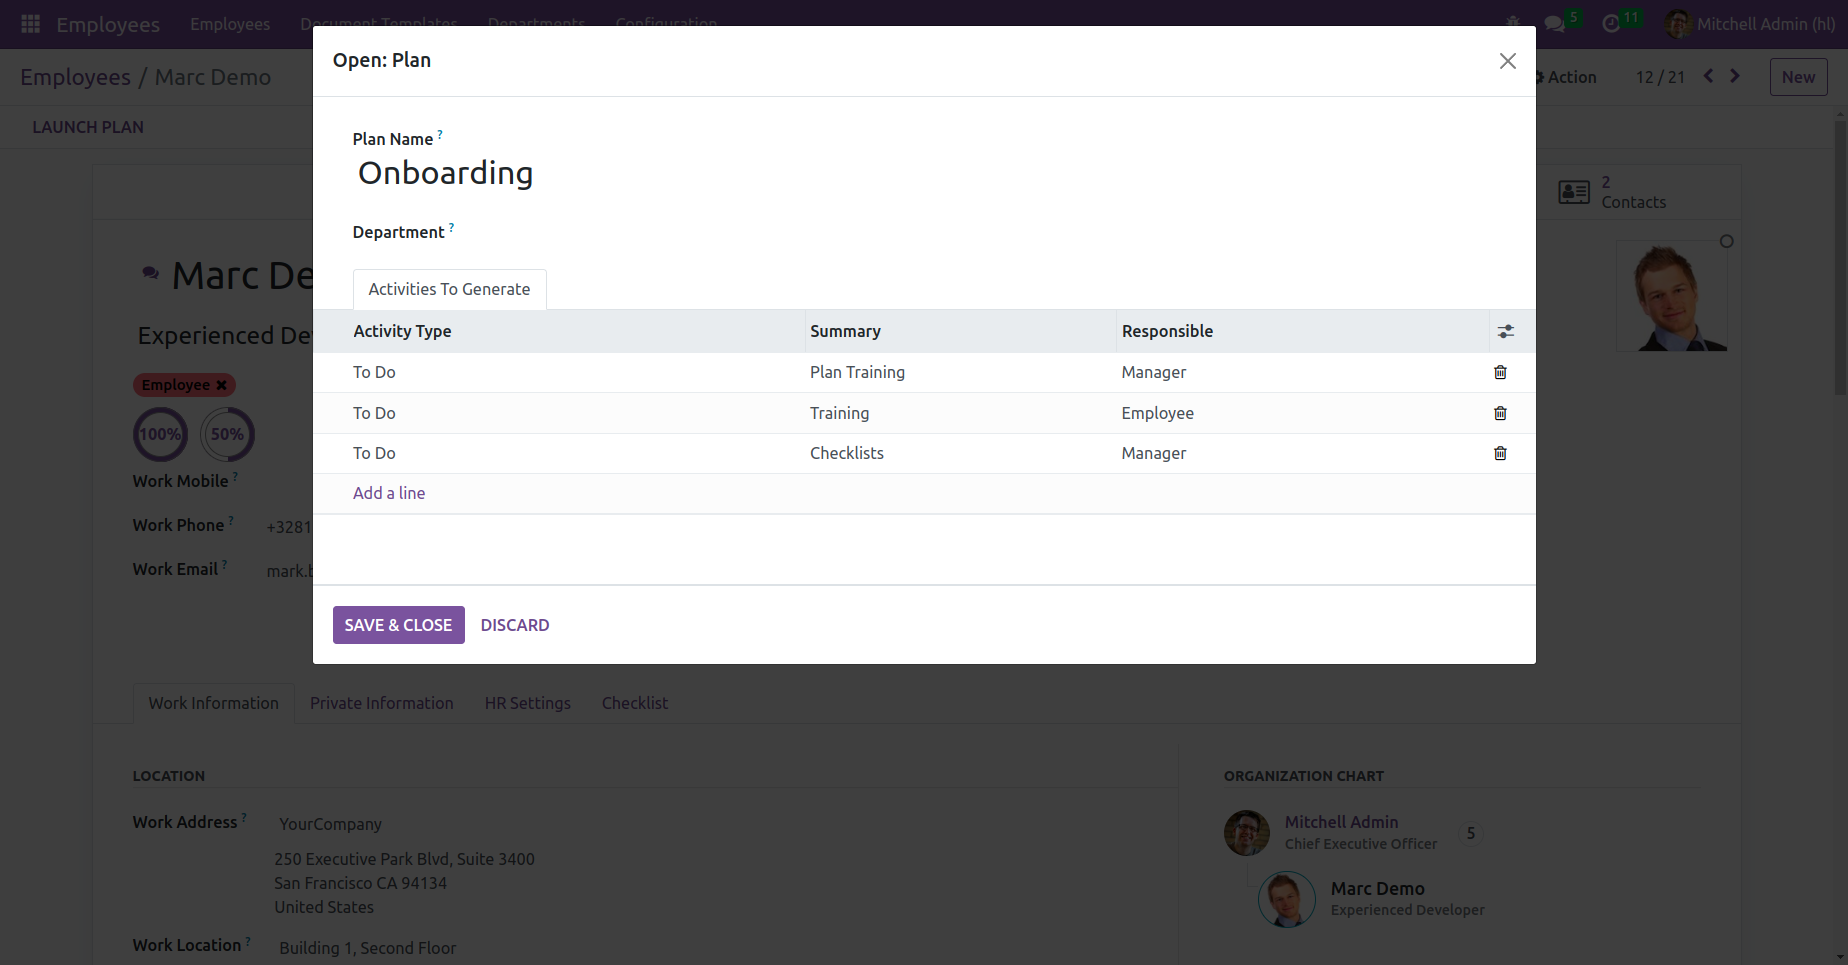 Employees Employees Document Templates Departments Configuration 5 11 Mitchell Admin (hl)
Employees / Marc Demo
Action 12 / 21 New
LAUNCH PLAN
Open: Plan
Plan Name ?
Onboarding
Department ?
Activities To Generate
Activity Type Summary Responsible
To Do Plan Training Manager
To Do Training Employee
To Do Checklists Manager
Add a line
SAVE & CLOSE DISCARD
2
Contacts
Marc De
Experienced De
Employee
100% 50%
Work Mobile ?
Work Phone ? +3281
Work Email ? mark.b
Work Information Private Information HR Settings Checklist
LOCATION
Work Address ? YourCompany
250 Executive Park Blvd, Suite 3400
San Francisco CA 94134
United States
Work Location ? Building 1, Second Floor
ORGANIZATION CHART
Mitchell Admin
Chief Executive Officer
5
Marc Demo
Experienced Developer